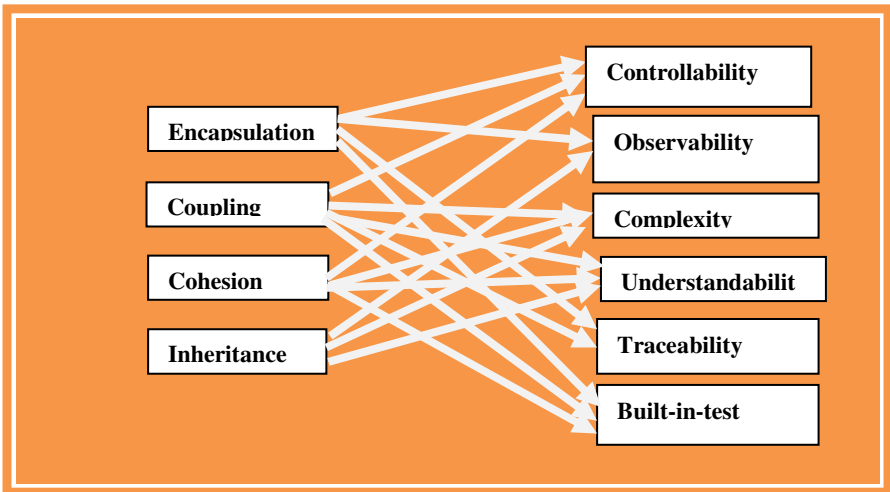 Encapsulation
Coupling
Cohesion
Inheritance
Controllability
Observability
Complexity
Understandabilit
Traceability
Built-in-test